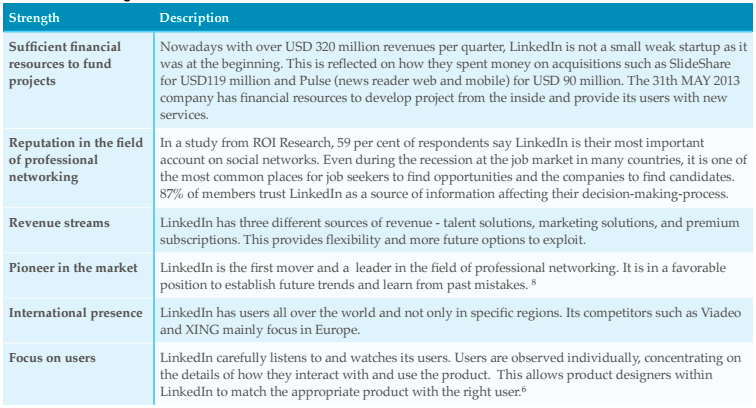 Strength Description
Sufficient financial
resources to fund
projects
Nowadays with over USD 320 million revenues per quarter, LinkedIn is not a small weak startup as it
was at the beginning. This is reflected on how they spent money on acquisitions such as SlideShare
for USD119 million and Pulse (news reader web and mobile) for USD 90 million. The 31th MAY 2013
company has financial resources to develop project from the inside and provide its users with new
services.
Reputation in the field
of professional
networking
In a study from ROI Research, 59 per cent of respondents say LinkedIn is their most important
account on social networks. Even during the recession at the job market in many countries, it is one of
the most common places for job seekers to find opportunities and the companies to find candidates.
87% of members trust LinkedIn as a source of information affecting their decision-making-process.
Revenue streams
LinkedIn has three different sources of revenue - talent solutions, marketing solutions, and premium
subscriptions. This provides flexibility and more future options to exploit.
Pioneer in the market
LinkedIn is the first mover and a leader in the field of professional networking. It is in a favorable
position to establish future trends and learn from past mistakes. ⁸
International presence
LinkedIn has users all over the world and not only in specific regions. Its competitors such as Viadeo
and XING mainly focus in Europe.
Focus on users
LinkedIn carefully listens to and watches its users. Users are observed individually, concentrating on
the details of how they interact with and use the product. This allows product designers within
LinkedIn to match the appropriate product with the right user.⁶